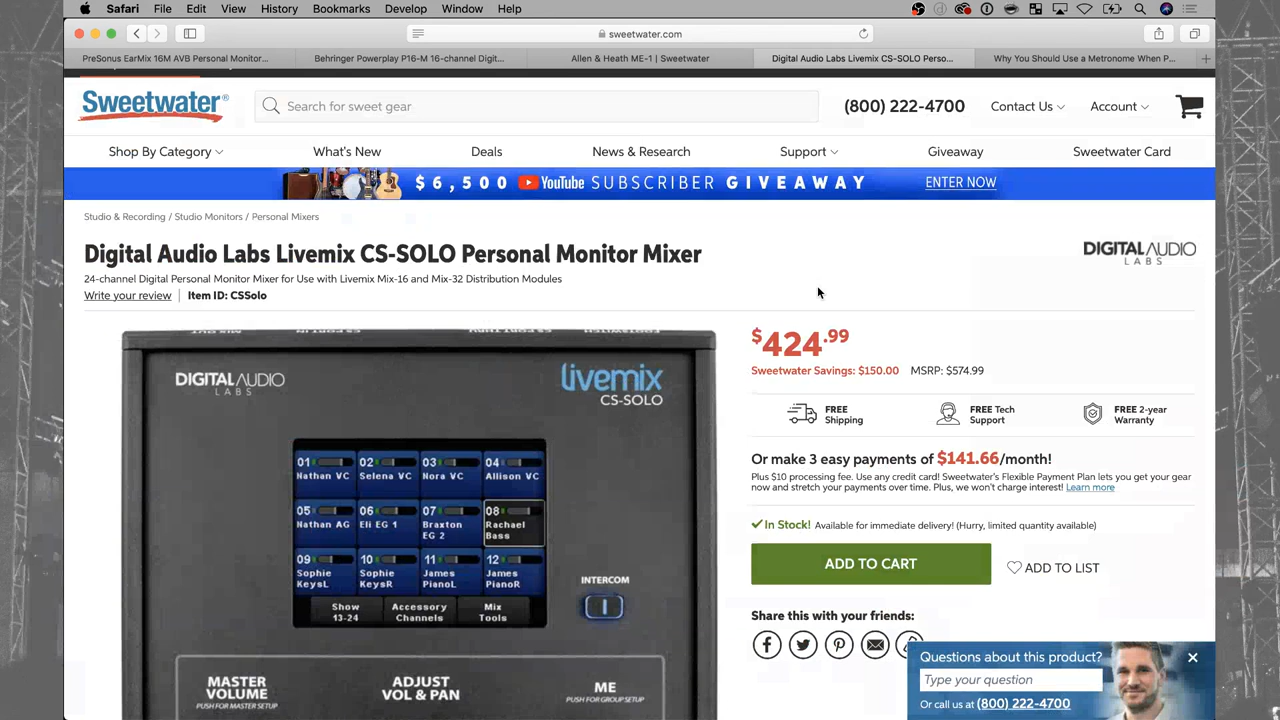 Safari File Edit View History Bookmarks Develop Window Help
sweetwater.com
PreSonus EarMix 16M AVB Personal Monitor...
Behringer Powerplay P16-M 16-channel Digit...
Allen & Heath ME-1 | Sweetwater
Digital Audio Labs Livemix CS-SOLO Perso...
Why You Should Use a Metronome When P...
Sweetwater
Search for sweet gear
(800) 222-4700
Contact Us
Account
Shop By Category
What's New
Deals
News & Research
Support
Giveaway
Sweetwater Card
$6,500 YouTube SUBSCRIBER GIVEAWAY ENTER NOW
Studio & Recording / Studio Monitors / Personal Mixers
Digital Audio Labs Livemix CS-SOLO Personal Monitor Mixer
24-channel Digital Personal Monitor Mixer for Use with Livemix Mix-16 and Mix-32 Distribution Modules
Write your review | Item ID: CSSolo
DIGITAL AUDIO
LABS
DIGITAL AUDIO
LABS
livemix
CS-SOLO
01 02 03 04
Nathan VC Selena VC Nora VC Allison VC
05 06 07 08
Nathan AG Eli EG 1 Braxton EG 2 Rachael Bass
09 10 11 12
Sophie KeysL Sophie KeysR James PianoL James PianoR
Show 13-24 Accessory Channels Mix Tools
INTERCOM
MASTER VOLUME
PUSH FOR MASTER SETUP
ADJUST VOL & PAN
ME
PUSH FOR GROUP SETUP
$424.99
Sweetwater Savings: $150.00 MSRP: $574.99
FREE Shipping
FREE Tech Support
FREE 2-year Warranty
Or make 3 easy payments of $141.66/month!
Plus $10 processing fee. Use any credit card! Sweetwater's Flexible Payment Plan lets you get your gear
now and stretch your payments over time. Plus, we won't charge interest! Learn more
In Stock! Available for immediate delivery! (Hurry, limited quantity available)
ADD TO CART
ADD TO LIST
Share this with your friends:
Questions about this product?
Type your question
Or call us at (800) 222-4700